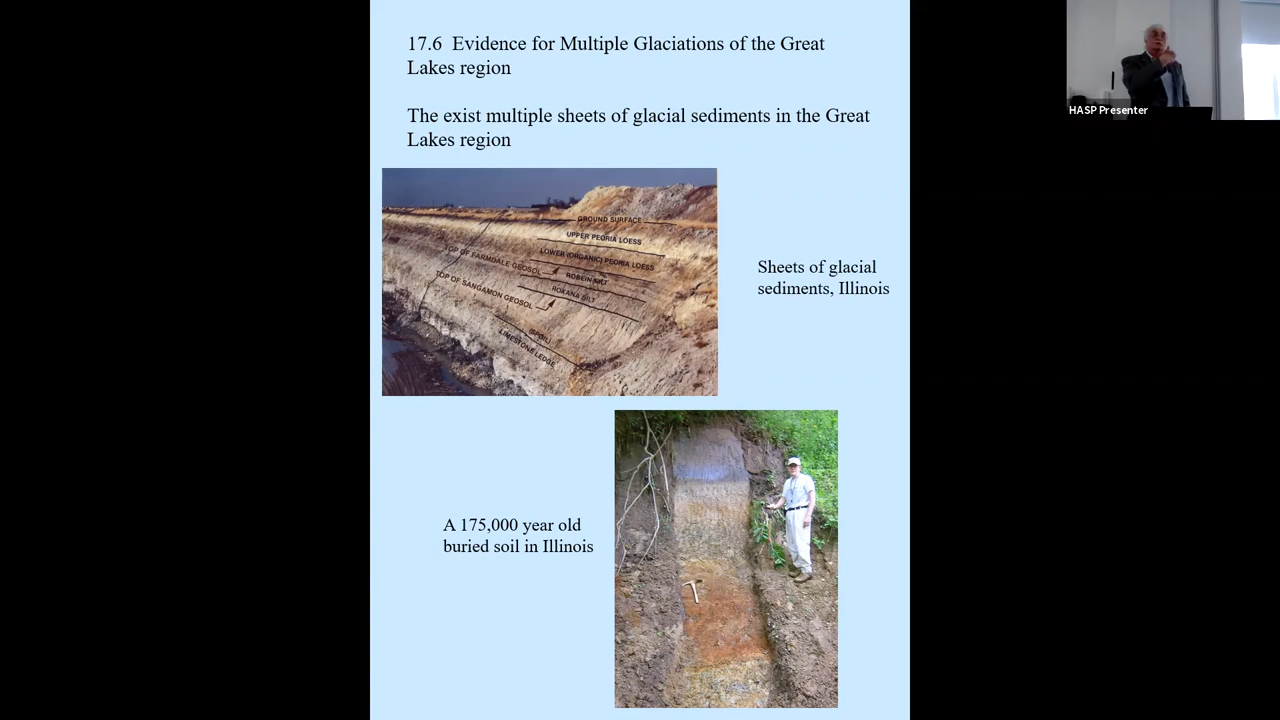 17.6 Evidence for Multiple Glaciations of the Great
Lakes region
The exist multiple sheets of glacial sediments in the Great
Lakes region
HASP Presenter
GROUND SURFACE
UPPER PEORIA LOESS
LOWER (ORGANIC) PEORIA LOESS
TOP OF FARMDALE GEOSOL
ROBEIN SILT
TOP OF SANGAMON GEOSOL
ROXANA SILT
(SPOIL)
LIMESTONE LEDGE
Sheets of glacial
sediments, Illinois
A 175,000 year old
buried soil in Illinois